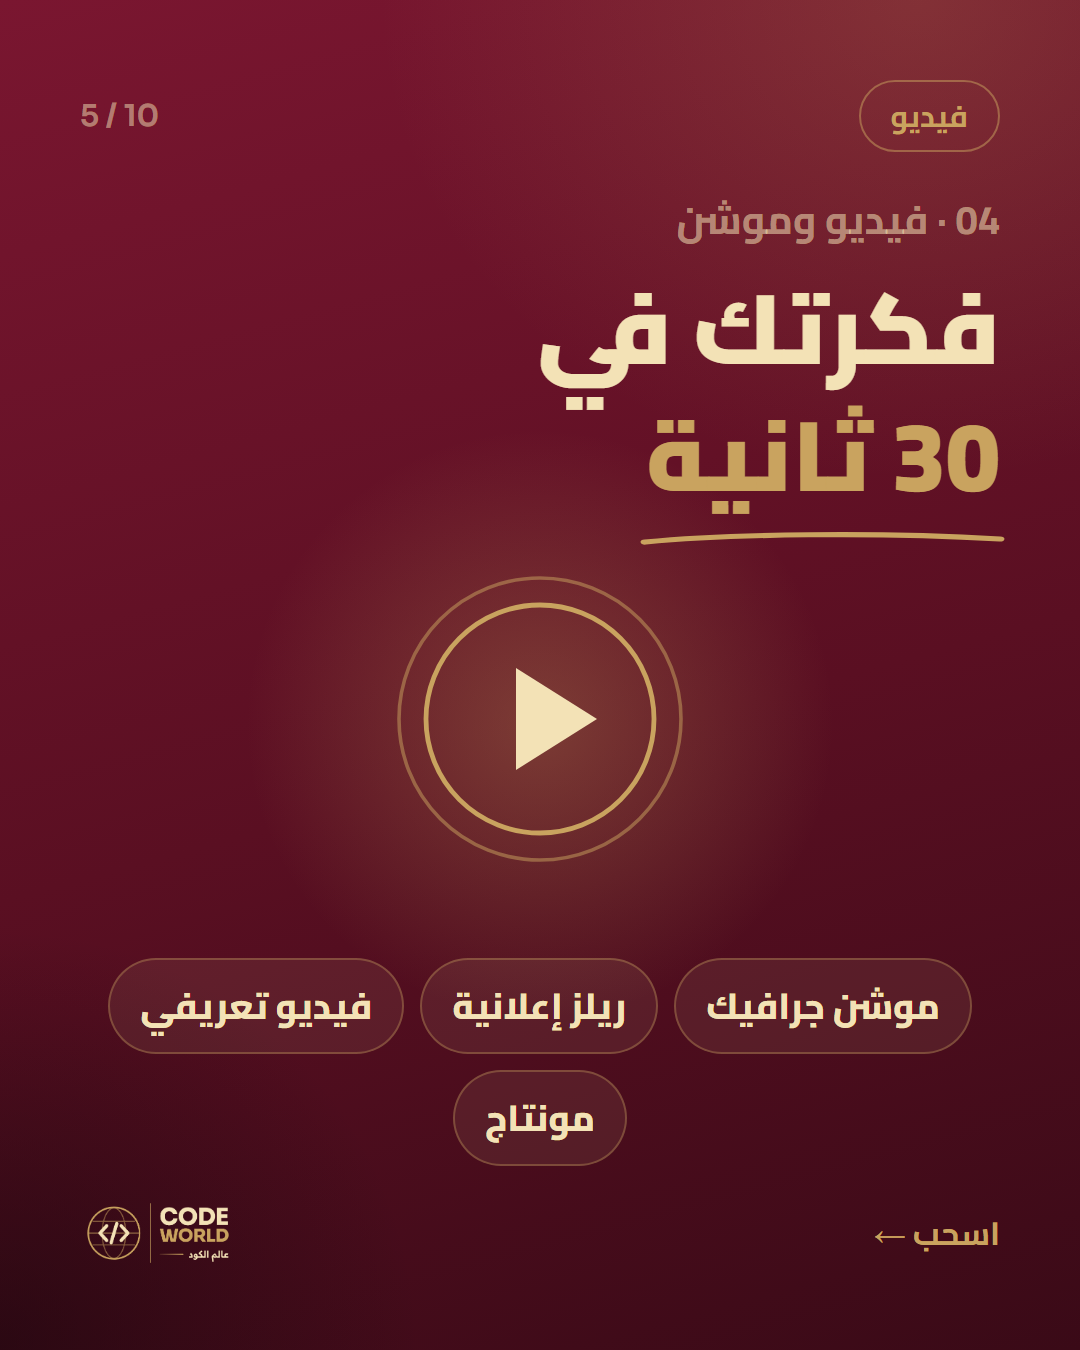 فيديو
5 / 10
04 · فيديو وموشن
فكرتك في
30 ثانية
موشن جرافيك
ريلز إعلانية
فيديو تعريفي
مونتاج
اسحب ←
</>
CODE
WORLD
عالم الكود